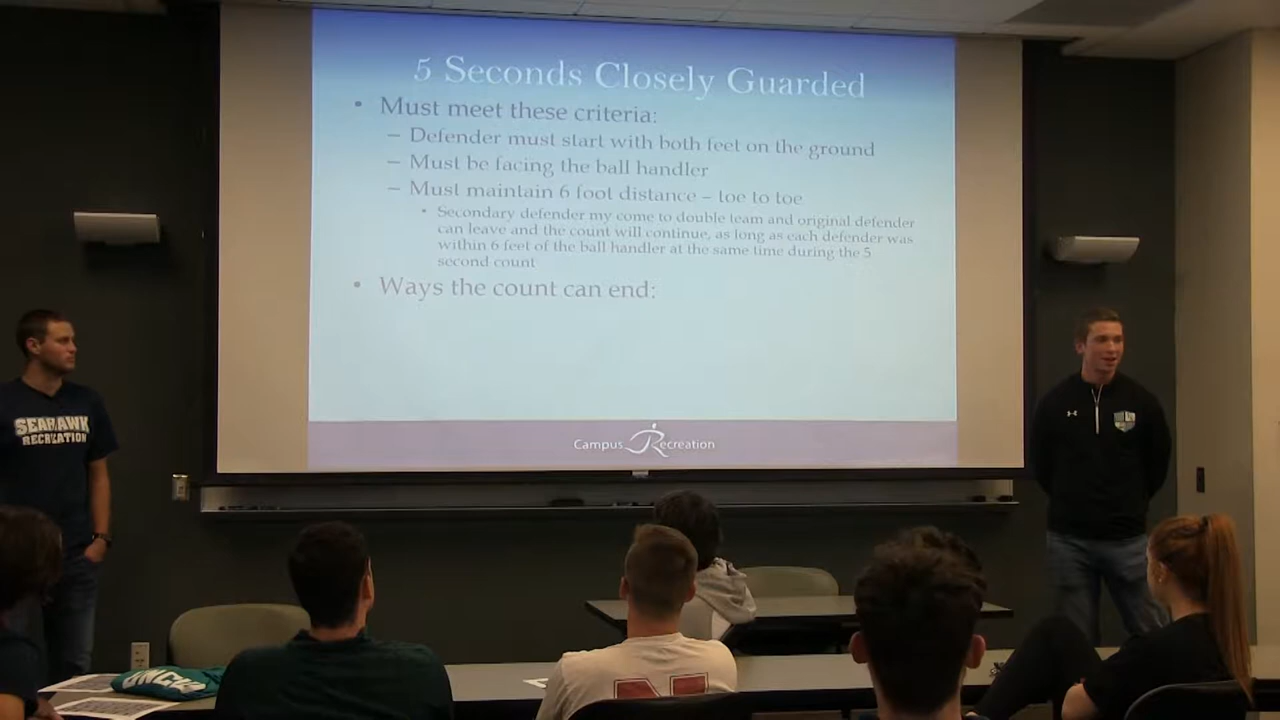 5 Seconds Closely Guarded
• Must meet these criteria:
– Defender must start with both feet on the ground
– Must be facing the ball handler
– Must maintain 6 foot distance – toe to toe
• Secondary defender my come to double team and original defender
can leave and the count will continue, as long as each defender was
within 6 feet of the ball handler at the same time during the 5
second count
• Ways the count can end:
Campus Recreation
SEAHAWK
RECREATION
UNCW
N